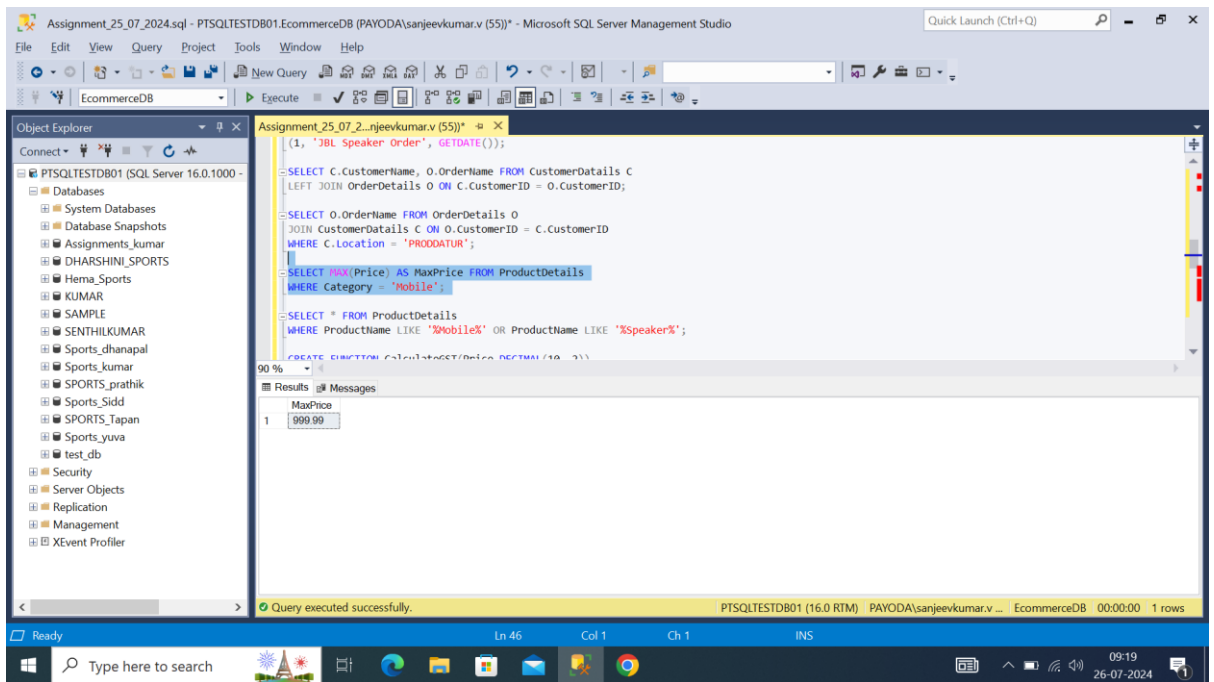 Assignment_25_07_2024.sql - PTSQLTESTDB01.EcommerceDB (PAYODA\sanjeevkumar.v (55))* - Microsoft SQL Server Management Studio
Quick Launch (Ctrl+Q)
File Edit View Query Project Tools Window Help
New Query
EcommerceDB
Execute
Object Explorer
Connect
PTSQLTESTDB01 (SQL Server 16.0.1000 -
Databases
System Databases
Database Snapshots
Assignments_kumar
DHARSHINI_SPORTS
Hema_Sports
KUMAR
SAMPLE
SENTHILKUMAR
Sports_dhanapal
Sports_kumar
SPORTS_prathik
Sports_Sidd
SPORTS_Tapan
Sports_yuva
test_db
Security
Server Objects
Replication
Management
XEvent Profiler
Assignment_25_07_2...njeevkumar.v (55))*
(1, 'JBL Speaker Order', GETDATE());
SELECT C.CustomerName, O.OrderName FROM CustomerDatails C
LEFT JOIN OrderDetails O ON C.CustomerID = O.CustomerID;
SELECT O.OrderName FROM OrderDetails O
JOIN CustomerDatails C ON O.CustomerID = C.CustomerID
WHERE C.Location = 'PRODDATUR';
SELECT MAX(Price) AS MaxPrice FROM ProductDetails
WHERE Category = 'Mobile';
SELECT * FROM ProductDetails
WHERE ProductName LIKE '%Mobile%' OR ProductName LIKE '%Speaker%';
CREATE FUNCTION CalculateGST(Price DECIMAL(10, 2))
90 %
Results Messages
MaxPrice
1 999.99
Query executed successfully.
PTSQLTESTDB01 (16.0 RTM) PAYODA\sanjeevkumar.v ... EcommerceDB 00:00:00 1 rows
Ready Ln 46 Col 1 Ch 1 INS
Type here to search
09:19
26-07-2024
1